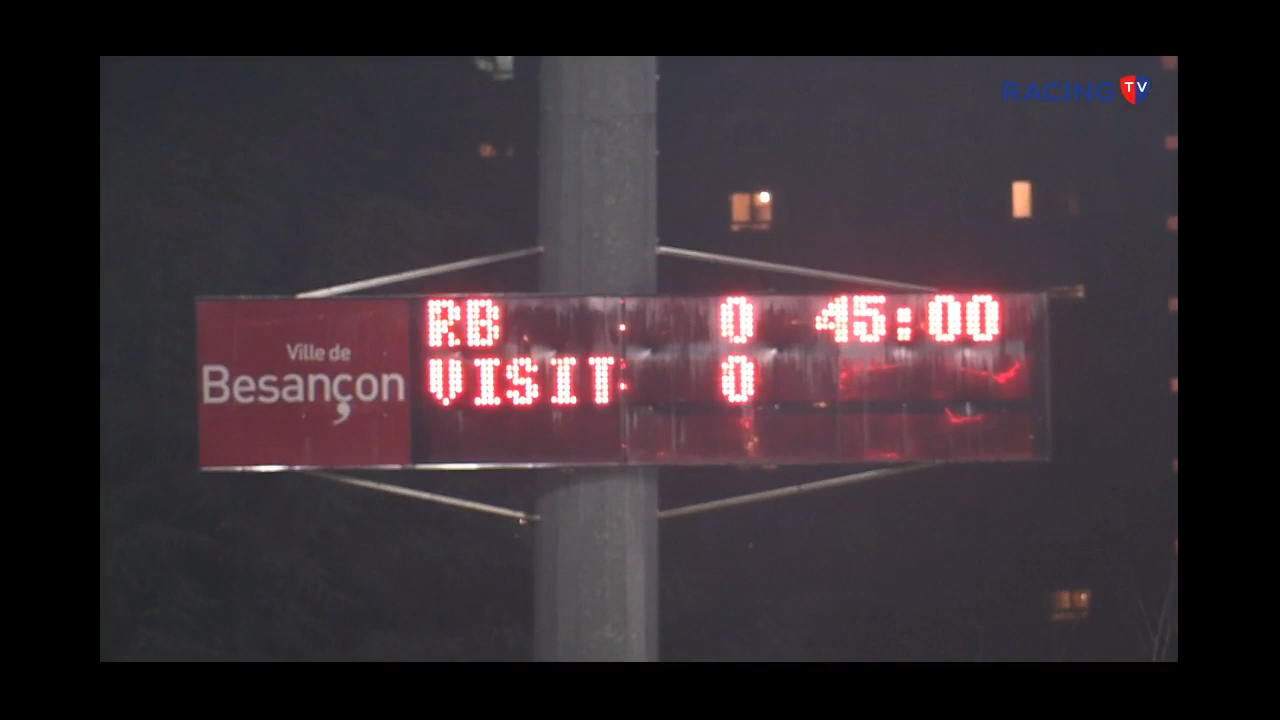 RACING TV
RB 0 45:00
VISIT 0
Ville de
Besançon